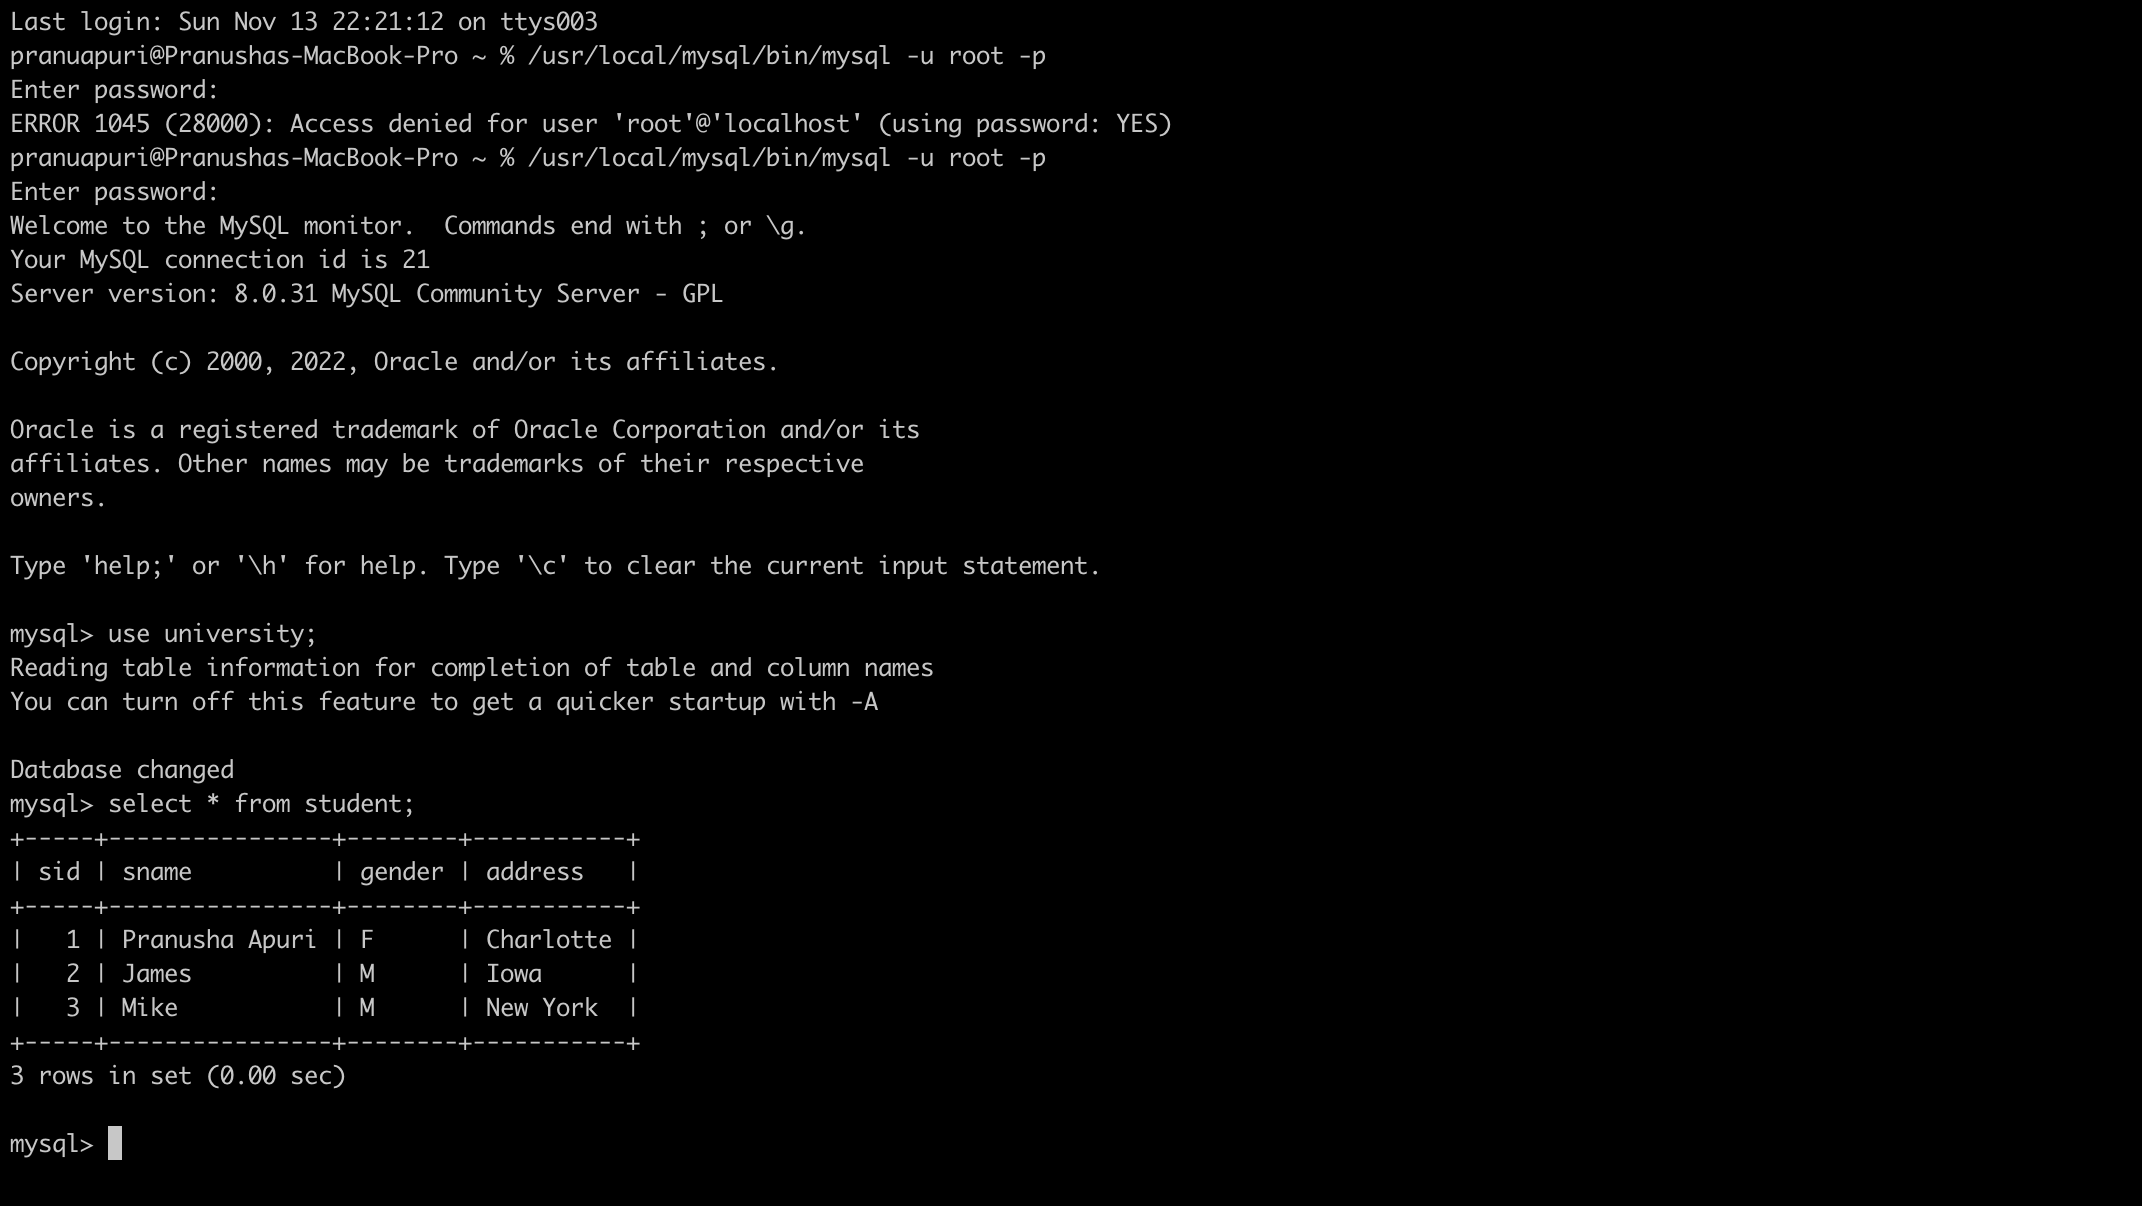 Last login: Sun Nov 13 22:21:12 on ttys003
pranuapuri@Pranushas-MacBook-Pro ~ % /usr/local/mysql/bin/mysql -u root -p
Enter password:
ERROR 1045 (28000): Access denied for user 'root'@'localhost' (using password: YES)
pranuapuri@Pranushas-MacBook-Pro ~ % /usr/local/mysql/bin/mysql -u root -p
Enter password:
Welcome to the MySQL monitor.  Commands end with ; or \g.
Your MySQL connection id is 21
Server version: 8.0.31 MySQL Community Server - GPL

Copyright (c) 2000, 2022, Oracle and/or its affiliates.

Oracle is a registered trademark of Oracle Corporation and/or its
affiliates. Other names may be trademarks of their respective
owners.

Type 'help;' or '\h' for help. Type '\c' to clear the current input statement.

mysql> use university;
Reading table information for completion of table and column names
You can turn off this feature to get a quicker startup with -A

Database changed
mysql> select * from student;
+-----+----------------+--------+-----------+
| sid | sname          | gender | address   |
+-----+----------------+--------+-----------+
|   1 | Pranusha Apuri | F      | Charlotte |
|   2 | James          | M      | Iowa      |
|   3 | Mike           | M      | New York  |
+-----+----------------+--------+-----------+
3 rows in set (0.00 sec)

mysql>